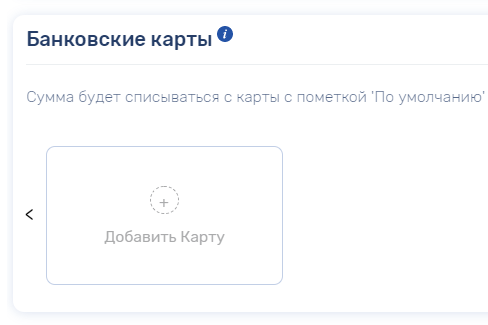 Банковские карты i
Сумма будет списываться с карты с пометкой 'По умолчанию'
<
+
Добавить Карту